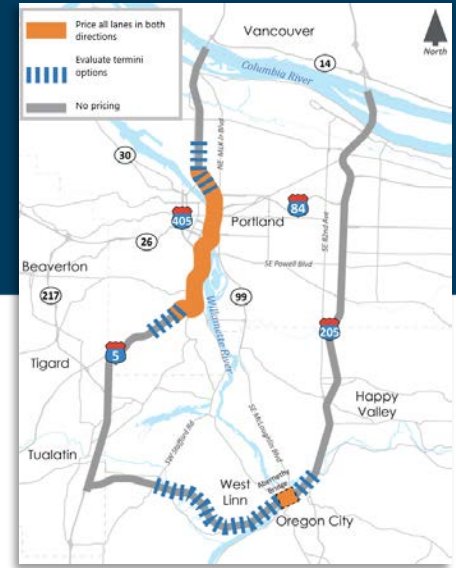 Price all lanes in both
directions
Evaluate termini
options
No pricing
Vancouver
North
14
Columbia River
NE MLK Jr Blvd
30
405
84
Portland
26
SE 82nd Ave
Beaverton
SE Powell Blvd
217
99
Willamette River
205
5
Tigard
Happy
Valley
SW Stafford Rd
SE McLoughlin Blvd
Tualatin
West
Linn
Abernethy
Bridge
Oregon City